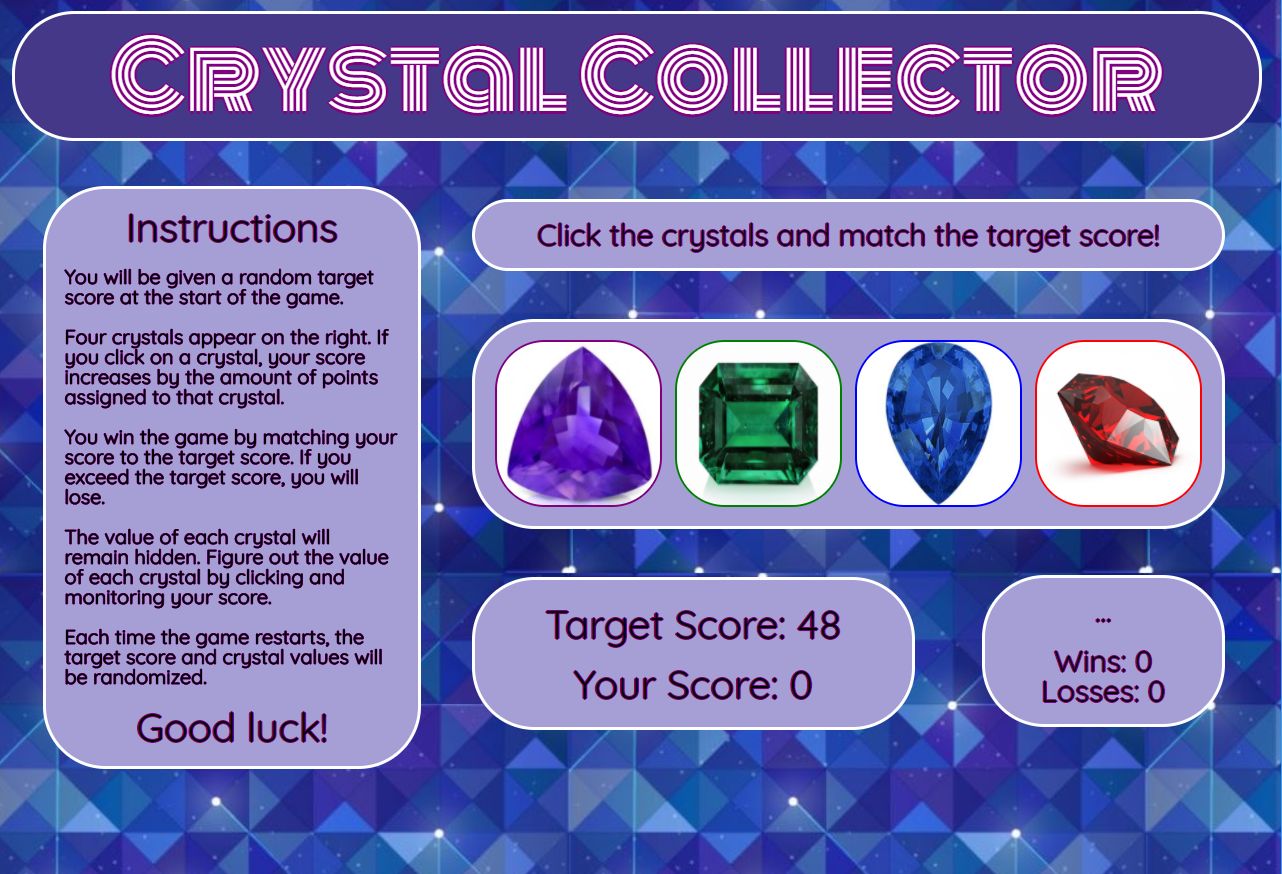 Crystal Collector
Instructions
You will be given a random target
score at the start of the game.
Four crystals appear on the right. If
you click on a crystal, your score
increases by the amount of points
assigned to that crystal.
You win the game by matching your
score to the target score. If you
exceed the target score, you will
lose.
The value of each crystal will
remain hidden. Figure out the value
of each crystal by clicking and
monitoring your score.
Each time the game restarts, the
target score and crystal values will
be randomized.
Good luck!
Click the crystals and match the target score!
Target Score: 48
Your Score: 0
...
Wins: 0
Losses: 0